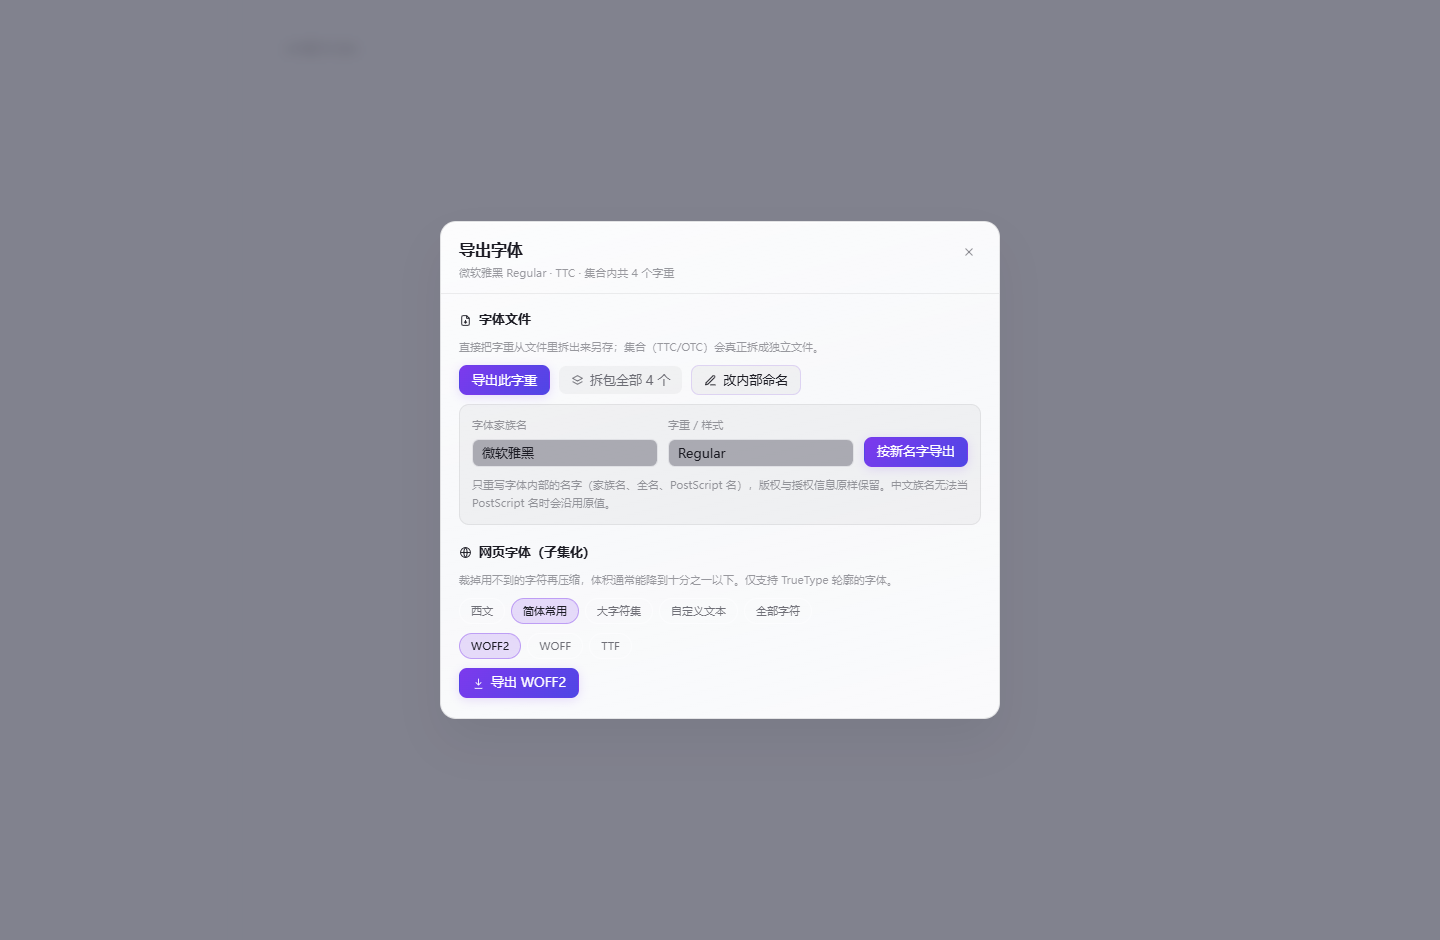 导出字体
微软雅黑 Regular · TTC · 集合内共 4 个字重
字体文件
直接把字重从文件里拆出来另存；集合（TTC/OTC）会真正拆成独立文件。
导出此字重 拆包全部 4 个 改内部命名
字体家族名 字重 / 样式
微软雅黑 Regular 按新名字导出
只重写字体内部的名字（家族名、全名、PostScript 名），版权与授权信息原样保留。中文族名无法当
PostScript 名时会沿用原值。
网页字体（子集化）
裁掉用不到的字符再压缩，体积通常能降到十分之一以下。仅支持 TrueType 轮廓的字体。
西文 简体常用 大字符集 自定义文本 全部字符
WOFF2 WOFF TTF
导出 WOFF2